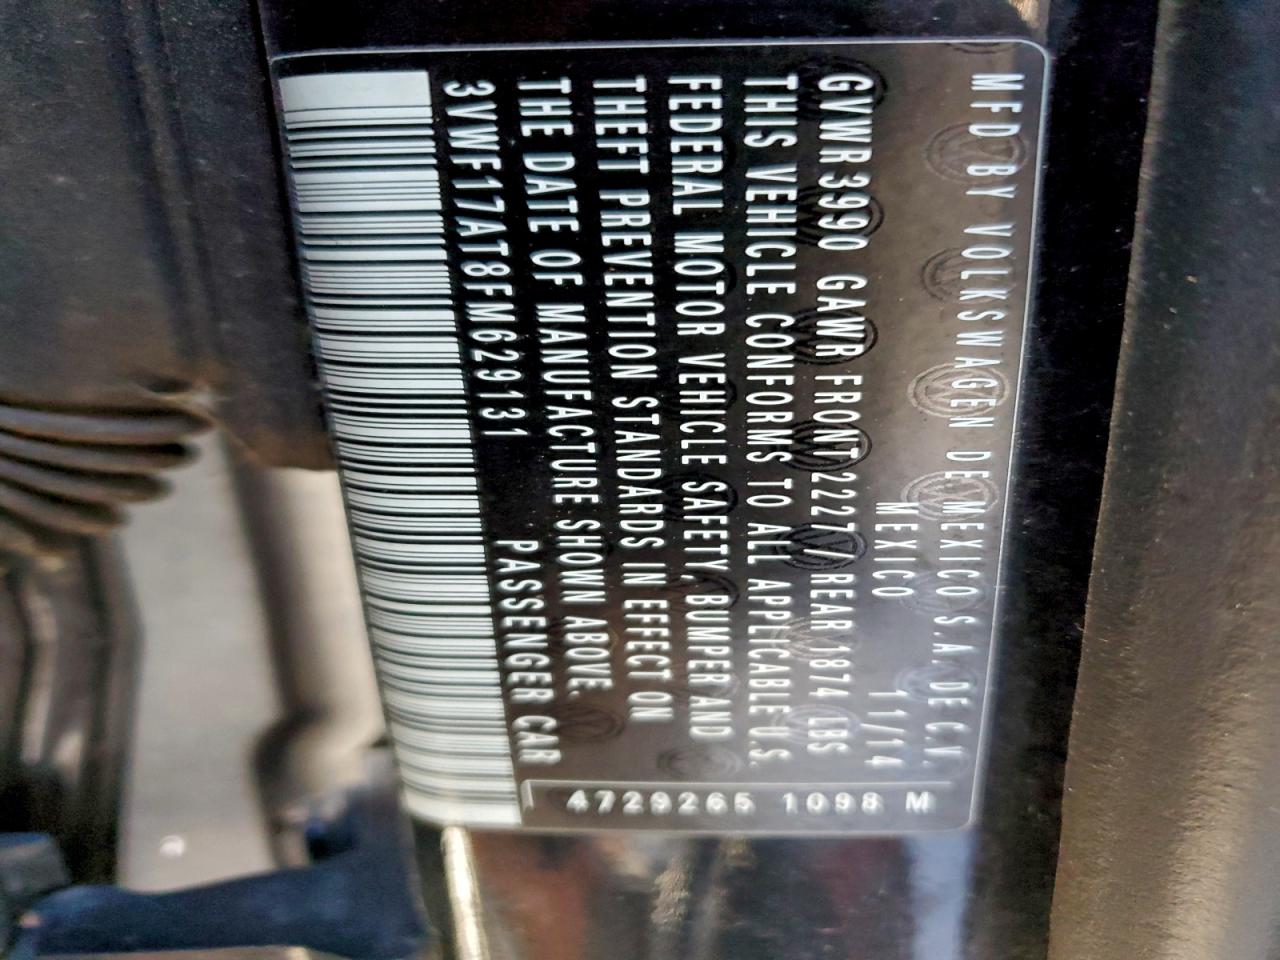 MFD BY VOLKSWAGEN DE MEXICO S.A. DE C.V.
MEXICO 11/14
GVWR 3990 GAWR FRONT 2227 // REAR 1874 LBS
THIS VEHICLE CONFORMS TO ALL APPLICABLE U.S.
FEDERAL MOTOR VEHICLE SAFETY, BUMPER AND
THEFT PREVENTION STANDARDS IN EFFECT ON
THE DATE OF MANUFACTURE SHOWN ABOVE.
3VWF17AT8FM629131 PASSENGER CAR
4729265 1098 M